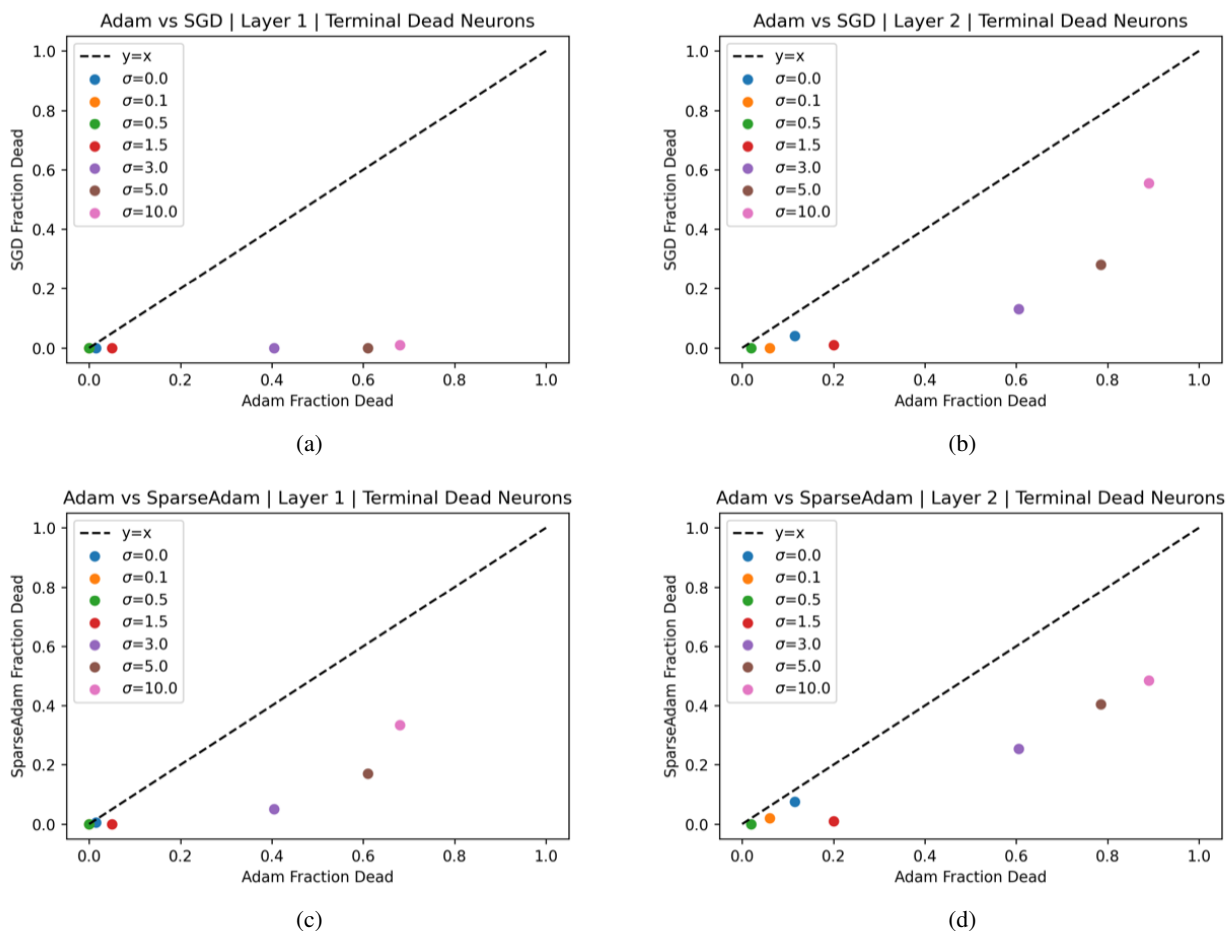 Adam vs SGD | Layer 1 | Terminal Dead Neurons
1.0
0.8
0.6
0.4
0.2
0.0
SGD Fraction Dead
y=x
σ=0.0
σ=0.1
σ=0.5
σ=1.5
σ=3.0
σ=5.0
σ=10.0
0.0 0.2 0.4 0.6 0.8 1.0
Adam Fraction Dead
(a)
Adam vs SGD | Layer 2 | Terminal Dead Neurons
1.0
0.8
0.6
0.4
0.2
0.0
SGD Fraction Dead
y=x
σ=0.0
σ=0.1
σ=0.5
σ=1.5
σ=3.0
σ=5.0
σ=10.0
0.0 0.2 0.4 0.6 0.8 1.0
Adam Fraction Dead
(b)
Adam vs SparseAdam | Layer 1 | Terminal Dead Neurons
1.0
0.8
0.6
0.4
0.2
0.0
SparseAdam Fraction Dead
y=x
σ=0.0
σ=0.1
σ=0.5
σ=1.5
σ=3.0
σ=5.0
σ=10.0
0.0 0.2 0.4 0.6 0.8 1.0
Adam Fraction Dead
(c)
Adam vs SparseAdam | Layer 2 | Terminal Dead Neurons
1.0
0.8
0.6
0.4
0.2
0.0
SparseAdam Fraction Dead
y=x
σ=0.0
σ=0.1
σ=0.5
σ=1.5
σ=3.0
σ=5.0
σ=10.0
0.0 0.2 0.4 0.6 0.8 1.0
Adam Fraction Dead
(d)